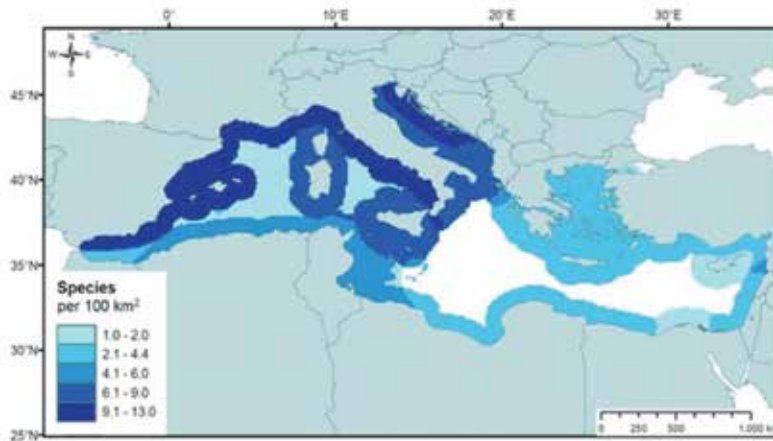 0° 10°E 20°E 30°E
N
W E
S
45°N
40°N
35°N
30°N
25°N
Species
per 100 km²
1.0 - 2.0
2.1 - 4.4
4.1 - 6.0
6.1 - 9.0
9.1 - 13.0
0 250 500 1.000